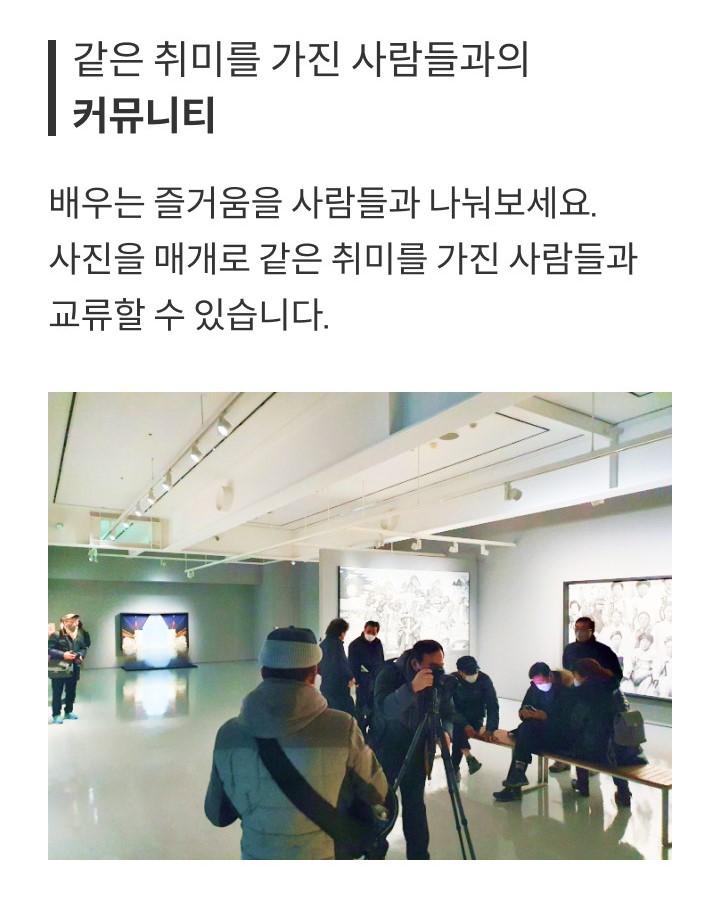 같은 취미를 가진 사람들과의
커뮤니티
배우는 즐거움을 사람들과 나눠보세요.
사진을 매개로 같은 취미를 가진 사람들과
교류할 수 있습니다.